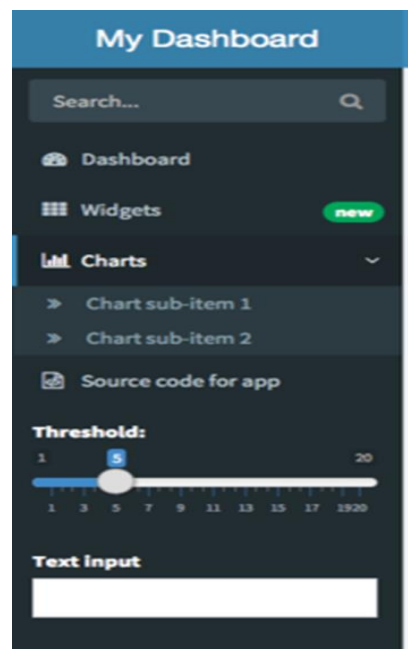 My Dashboard
Search...
Dashboard
Widgets new
Charts
Chart sub-item 1
Chart sub-item 2
Source code for app
Threshold:
1 5 20
1 3 5 7 9 11 13 15 17 1920
Text input